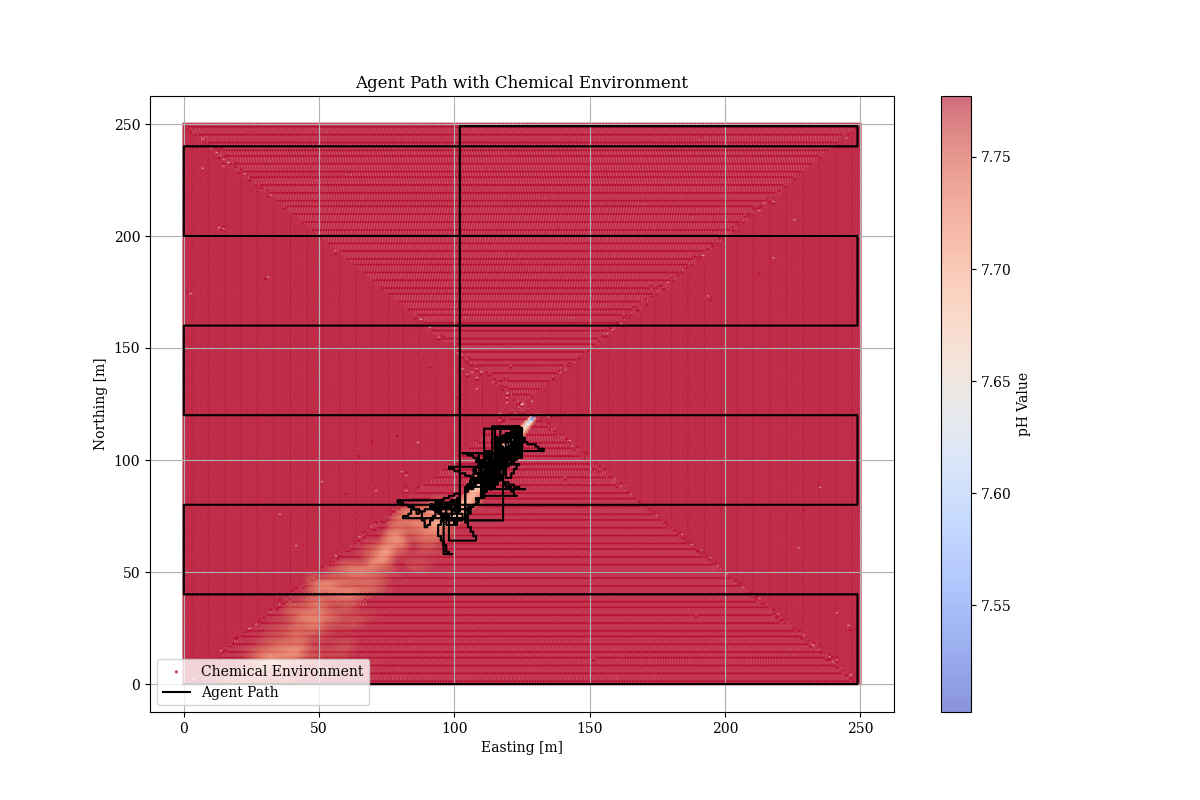 Agent Path with Chemical Environment
250
200
150
100
50
0
Northing [m]
0
50
100
150
200
250
Easting [m]
Chemical Environment
Agent Path
7.75
7.70
7.65
7.60
7.55
pH Value